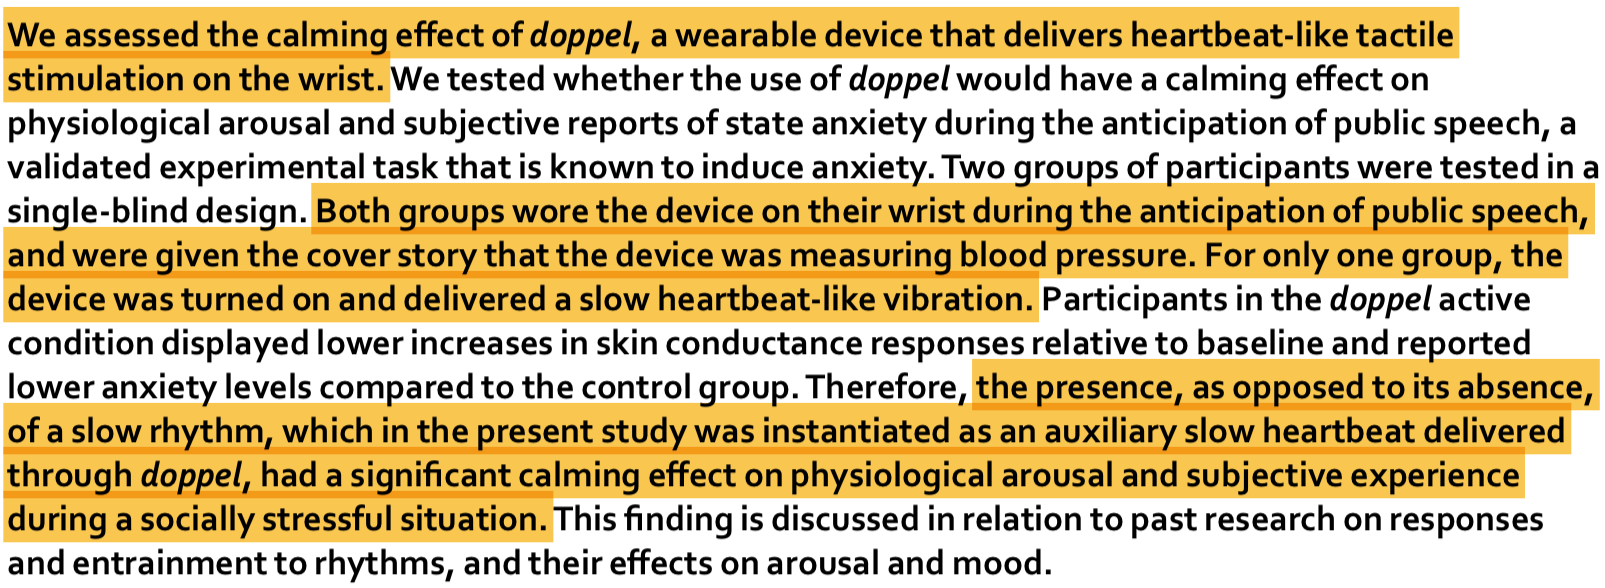 We assessed the calming effect of doppel, a wearable device that delivers heartbeat-like tactile
stimulation on the wrist. We tested whether the use of doppel would have a calming effect on
physiological arousal and subjective reports of state anxiety during the anticipation of public speech, a
validated experimental task that is known to induce anxiety. Two groups of participants were tested in a
single-blind design. Both groups wore the device on their wrist during the anticipation of public speech,
and were given the cover story that the device was measuring blood pressure. For only one group, the
device was turned on and delivered a slow heartbeat-like vibration. Participants in the doppel active
condition displayed lower increases in skin conductance responses relative to baseline and reported
lower anxiety levels compared to the control group. Therefore, the presence, as opposed to its absence,
of a slow rhythm, which in the present study was instantiated as an auxiliary slow heartbeat delivered
through doppel, had a significant calming effect on physiological arousal and subjective experience
during a socially stressful situation. This finding is discussed in relation to past research on responses
and entrainment to rhythms, and their effects on arousal and mood.